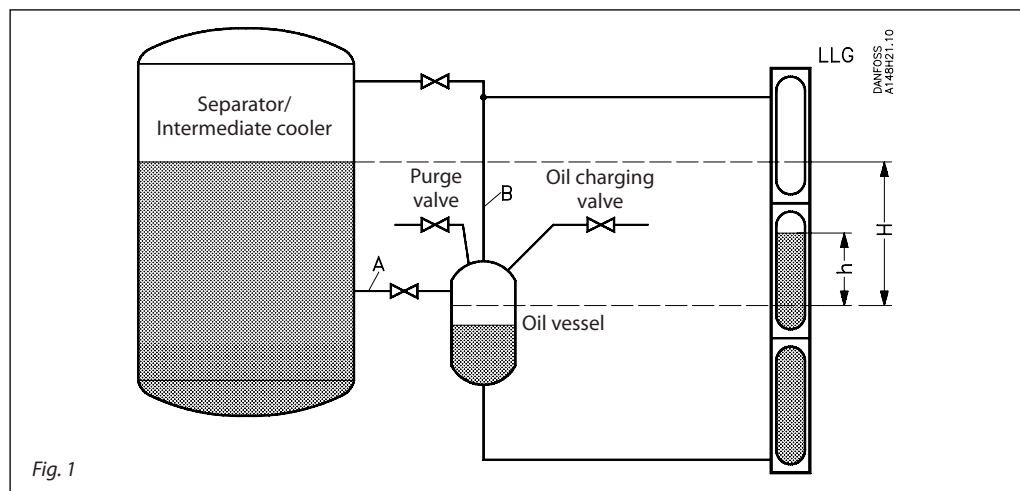 LLG
DANFOSS
A148H21.10
Separator/
Intermediate cooler
Purge
valve
Oil charging
valve
B
A
H
h
Oil vessel
Fig. 1